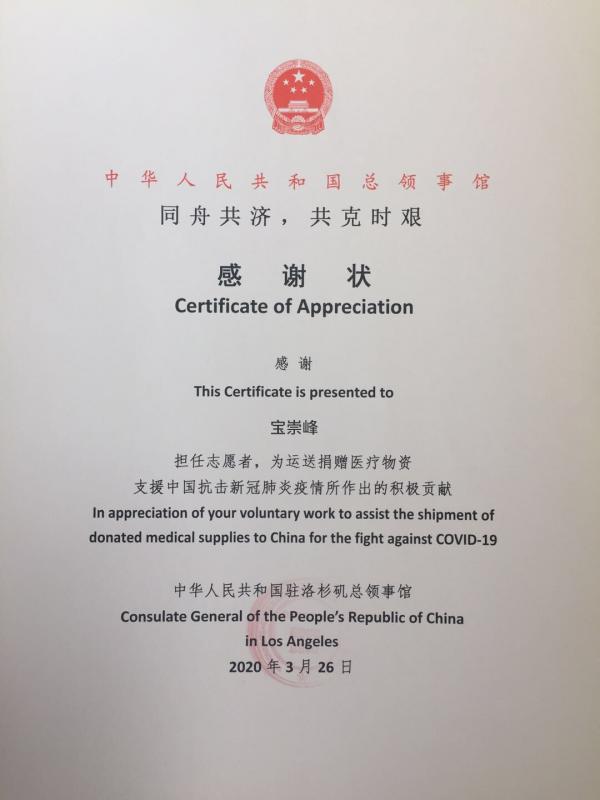 中华人民共和国总领事馆
同舟共济，共克时艰
感谢状
Certificate of Appreciation
感谢
This Certificate is presented to
宝崇峰
担任志愿者，为运送捐赠医疗物资
支援中国抗击新冠肺炎疫情所作出的积极贡献
In appreciation of your voluntary work to assist the shipment of
donated medical supplies to China for the fight against COVID-19
中华人民共和国驻洛杉矶总领事馆
Consulate General of the People’s Republic of China
in Los Angeles
2020 年 3 月 26 日